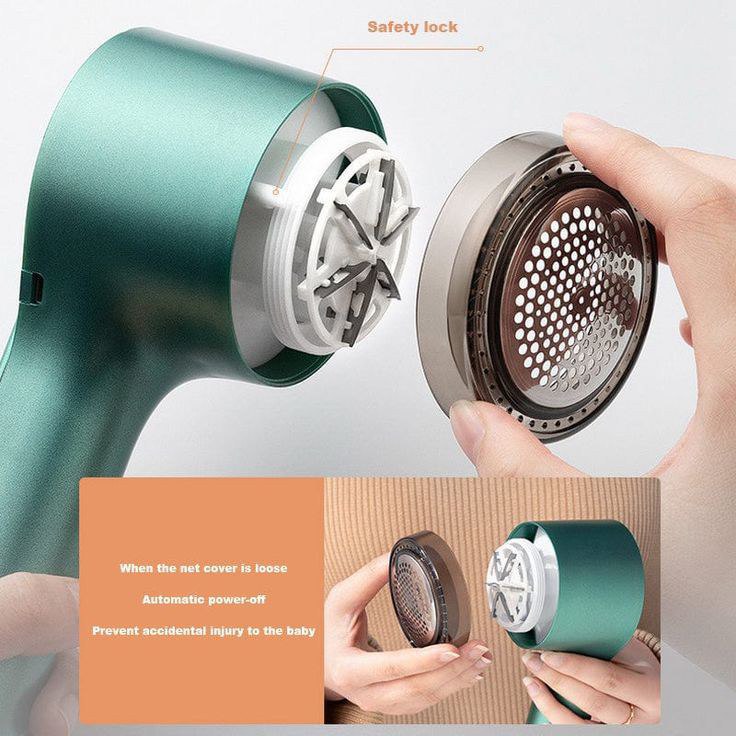 Safety lock
When the net cover is loose
Automatic power-off
Prevent accidental injury to the baby